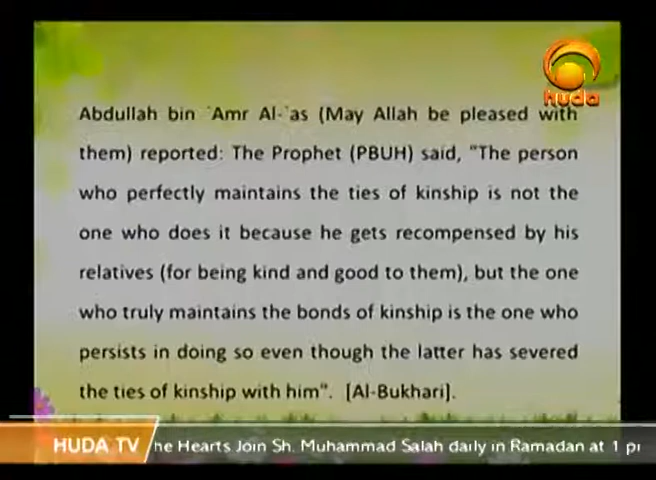 huda
Abdullah bin `Amr Al-`as (May Allah be pleased with
them) reported: The Prophet (PBUH) said, "The person
who perfectly maintains the ties of kinship is not the
one who does it because he gets recompensed by his
relatives (for being kind and good to them), but the one
who truly maintains the bonds of kinship is the one who
persists in doing so even though the latter has severed
the ties of kinship with him". [Al-Bukhari].
HUDA TV he Hearts Join Sh. Muhammad Salah daily in Ramadan at 1 p